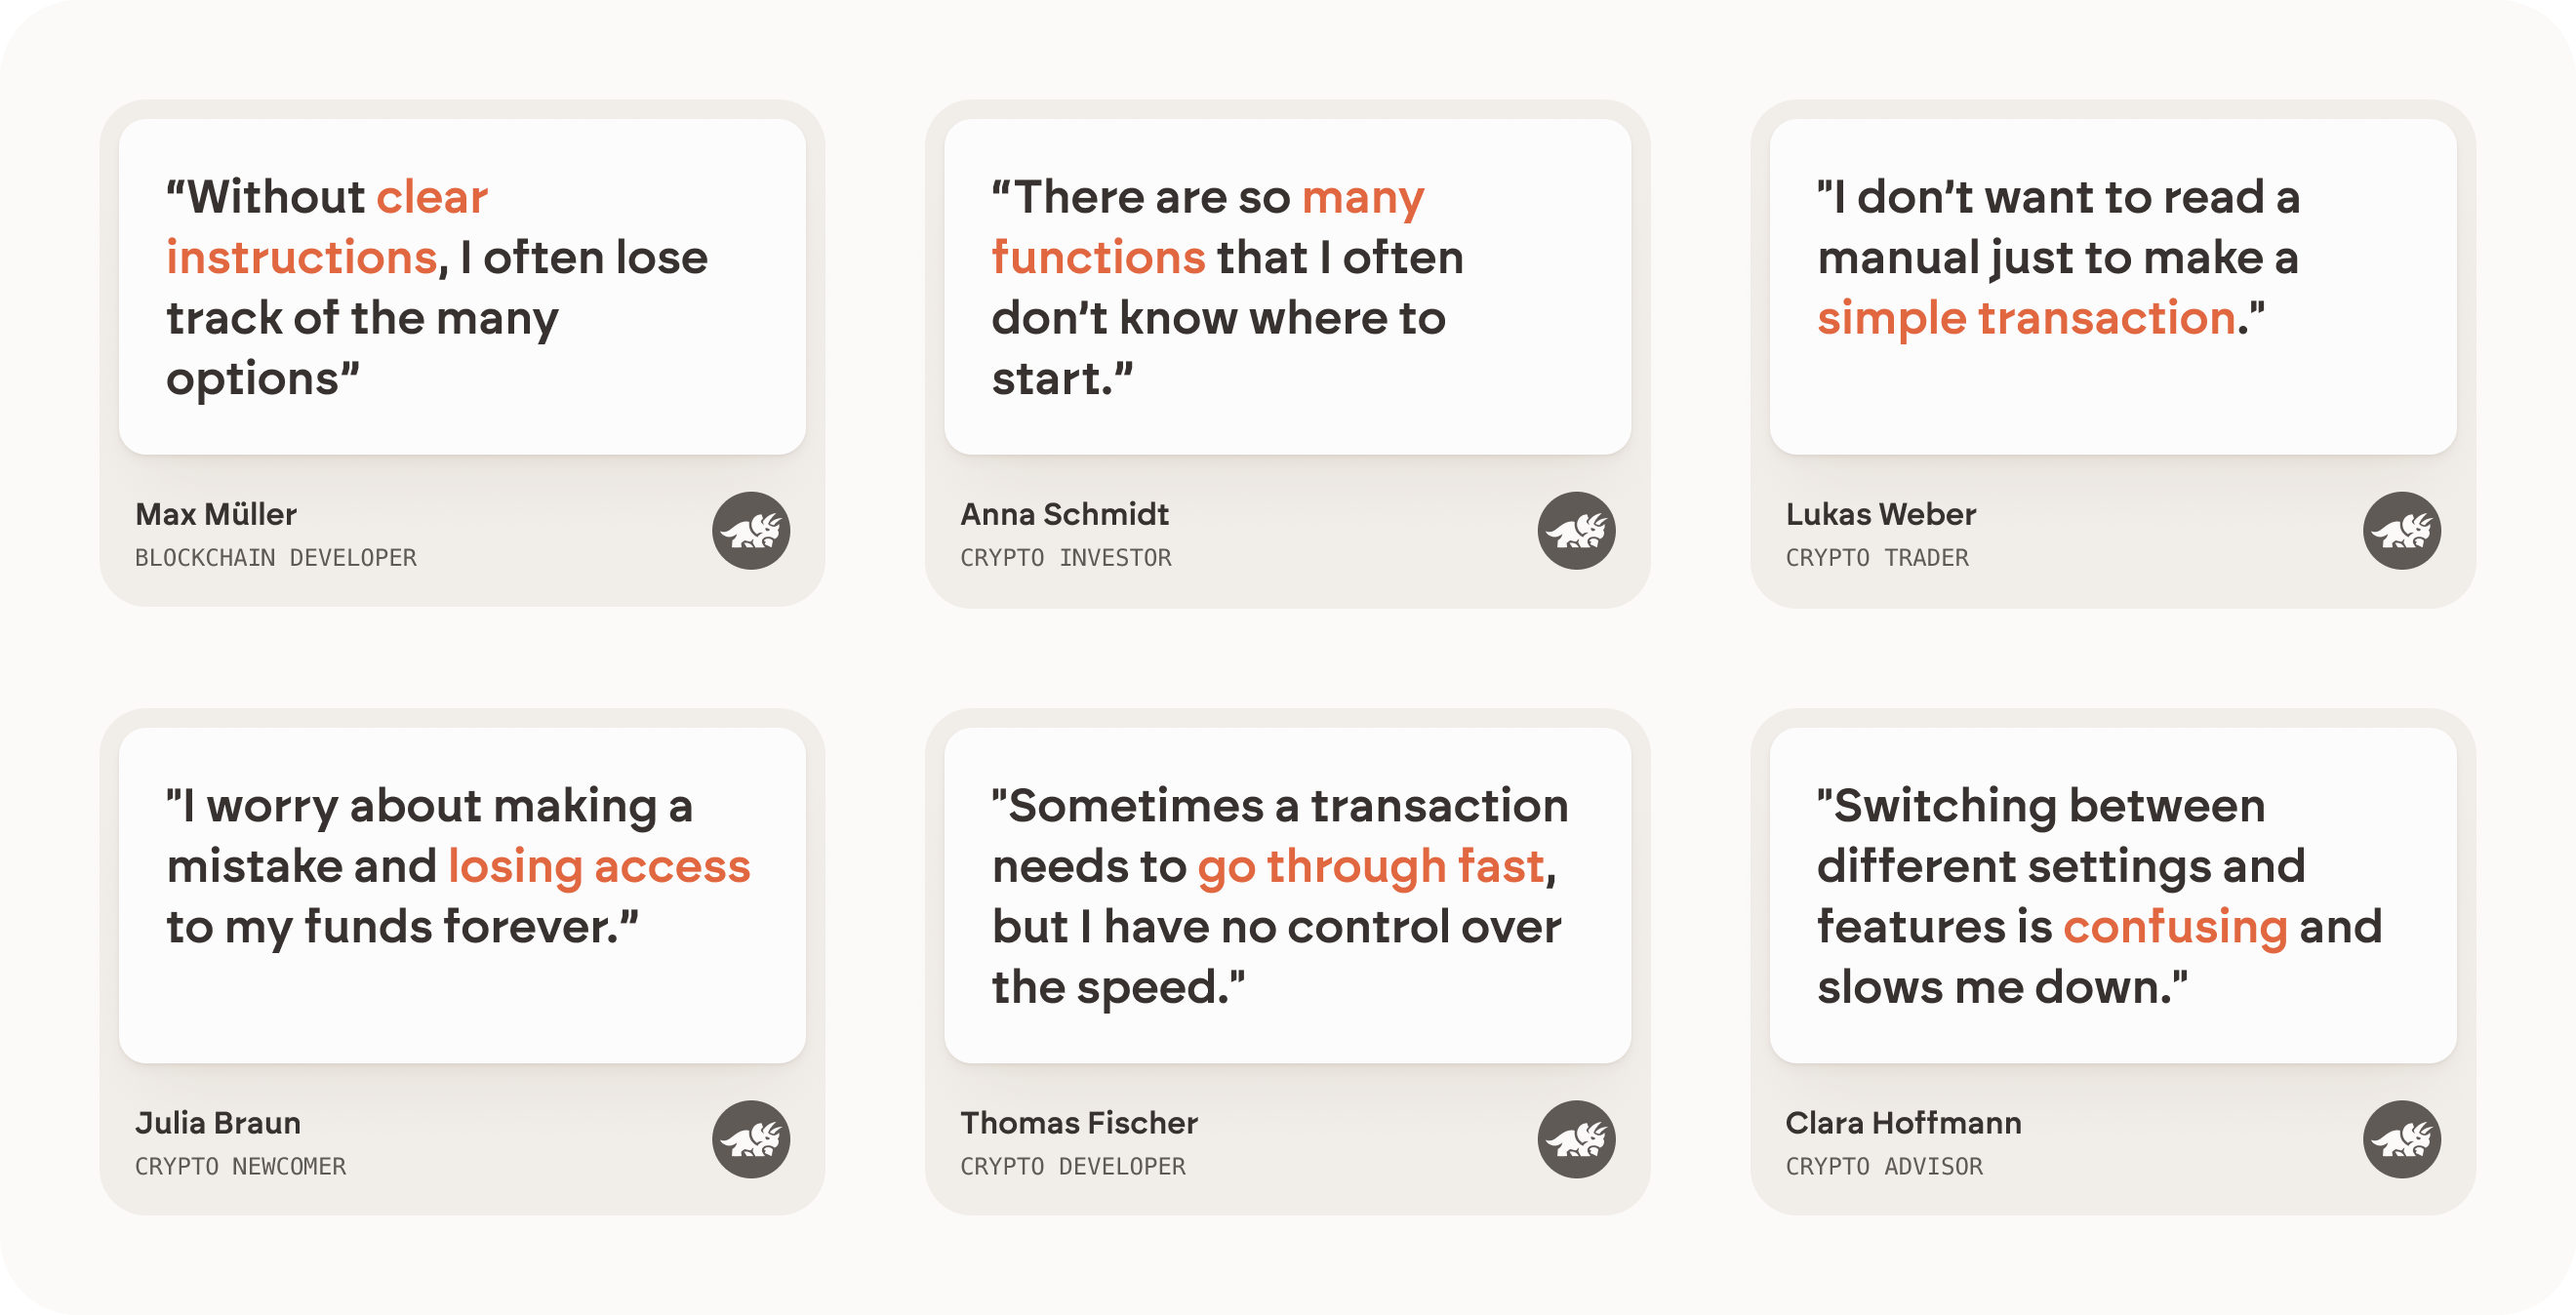 “Without clear
instructions, I often lose
track of the many
options”
Max Müller
BLOCKCHAIN DEVELOPER
“There are so many
functions that I often
don’t know where to
start.”
Anna Schmidt
CRYPTO INVESTOR
"I don’t want to read a
manual just to make a
simple transaction.”
Lukas Weber
CRYPTO TRADER
"I worry about making a
mistake and losing access
to my funds forever.”
Julia Braun
CRYPTO NEWCOMER
"Sometimes a transaction
needs to go through fast,
but I have no control over
the speed."
Thomas Fischer
CRYPTO DEVELOPER
"Switching between
different settings and
features is confusing and
slows me down."
Clara Hoffmann
CRYPTO ADVISOR